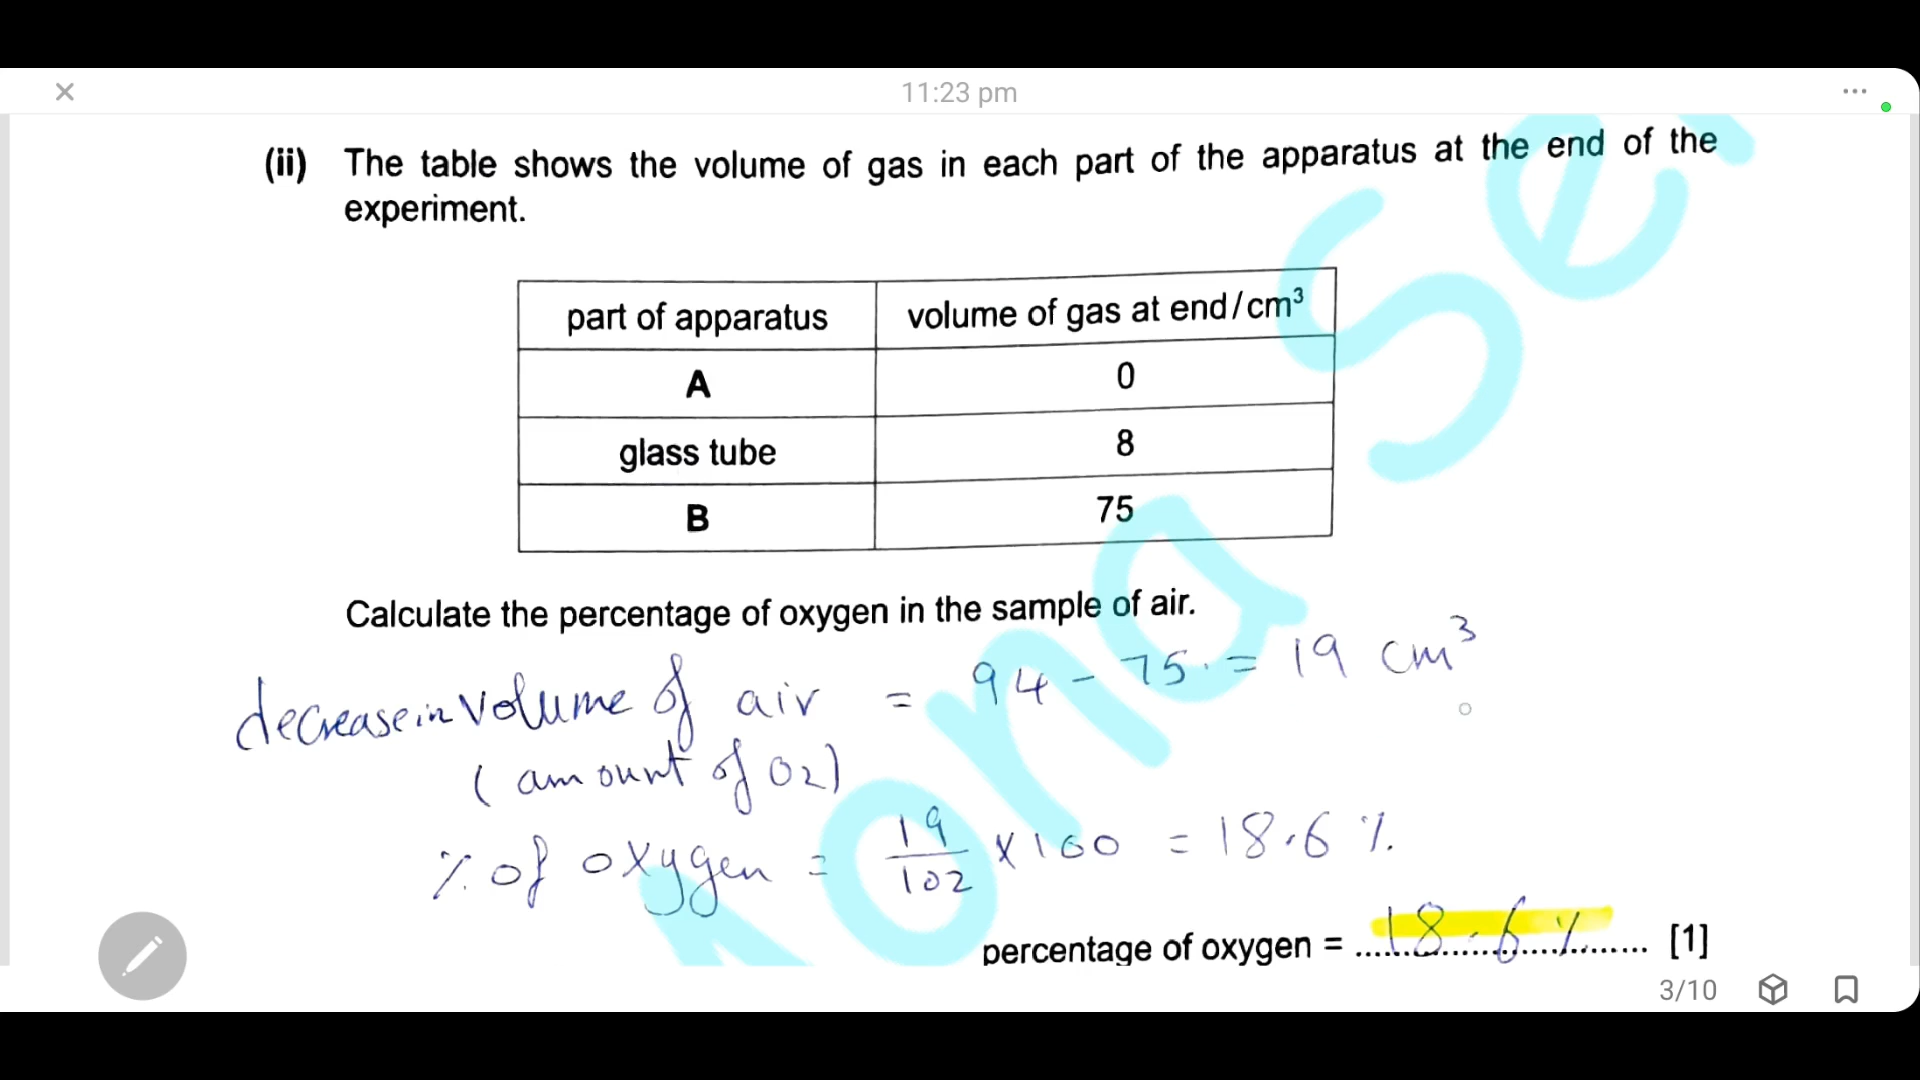 11:23 pm
(ii) The table shows the volume of gas in each part of the apparatus at the end of the
experiment.
part of apparatus volume of gas at end/cm³
A 0
glass tube 8
B 75
Calculate the percentage of oxygen in the sample of air.
decrease in volume of air = 94 - 75 = 19 cm³
(amount of O2)
% of oxygen = 19/102 × 100 = 18.6 %
percentage of oxygen = 18.6 % [1]
3/10